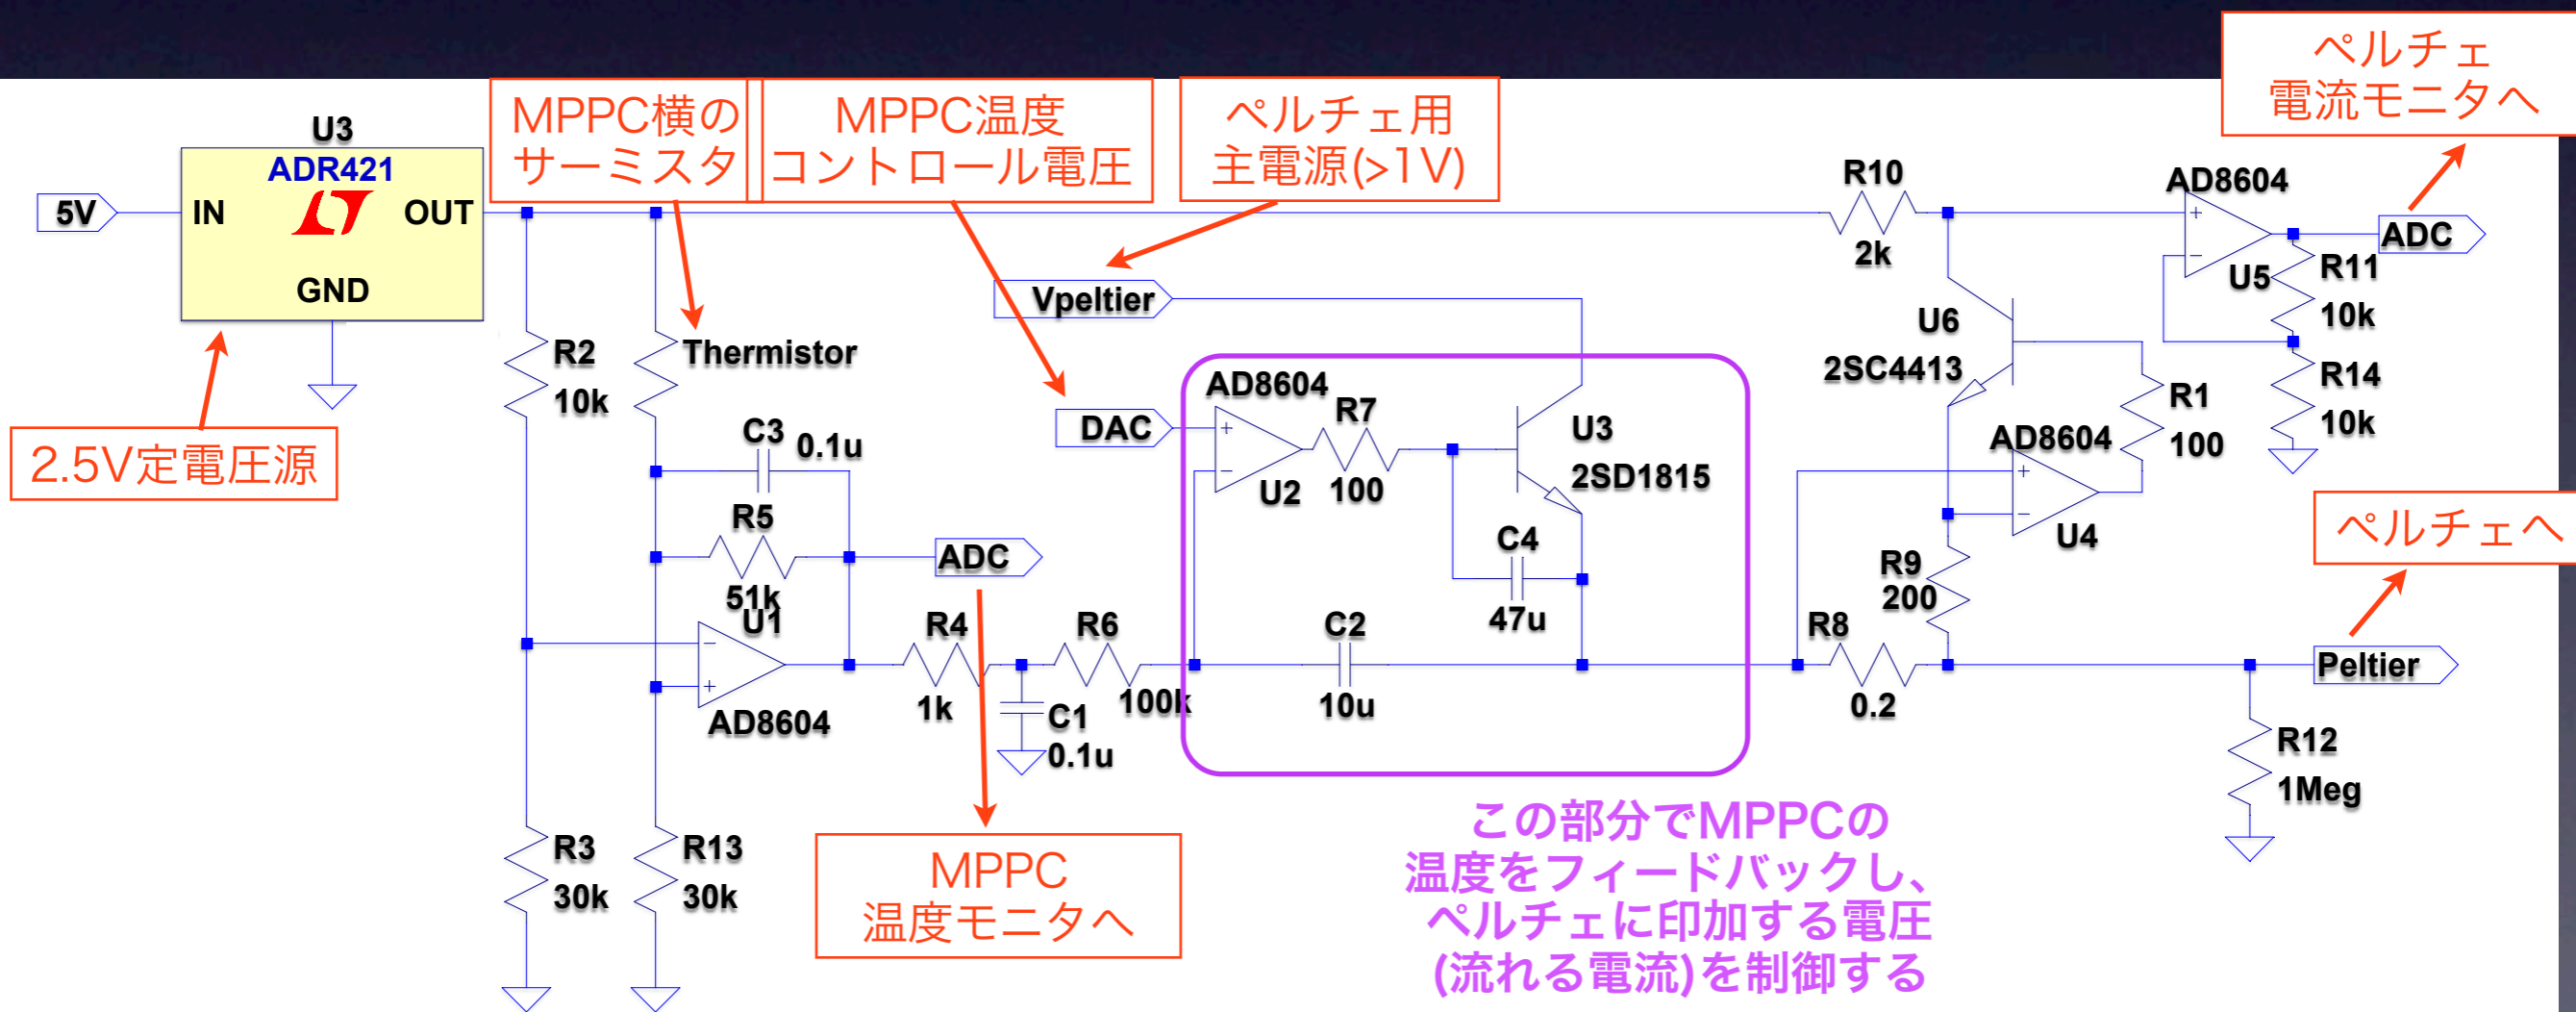 ペルチェ
電流モニタへ
MPPC横の
サーミスタ
MPPC温度
コントロール電圧
ペルチェ用
主電源(>1V)
U3
ADR421
5V
IN
OUT
GND
2.5V定電圧源
R2
10k
Thermistor
C3
0.1u
R5
51k
U1
AD8604
ADC
R4
1k
C1
0.1u
R6
100k
R3
30k
R13
30k
MPPC
温度モニタへ
Vpeltier
DAC
AD8604
U2
R7
100
U3
2SD1815
C4
47u
C2
10u
この部分でMPPCの
温度をフィードバックし、
ペルチェに印加する電圧
(流れる電流)を制御する
R10
2k
AD8604
U5
ADC
R11
10k
R14
10k
U6
2SC4413
R1
100
AD8604
U4
R9
200
R8
0.2
ペルチェへ
Peltier
R12
1Meg